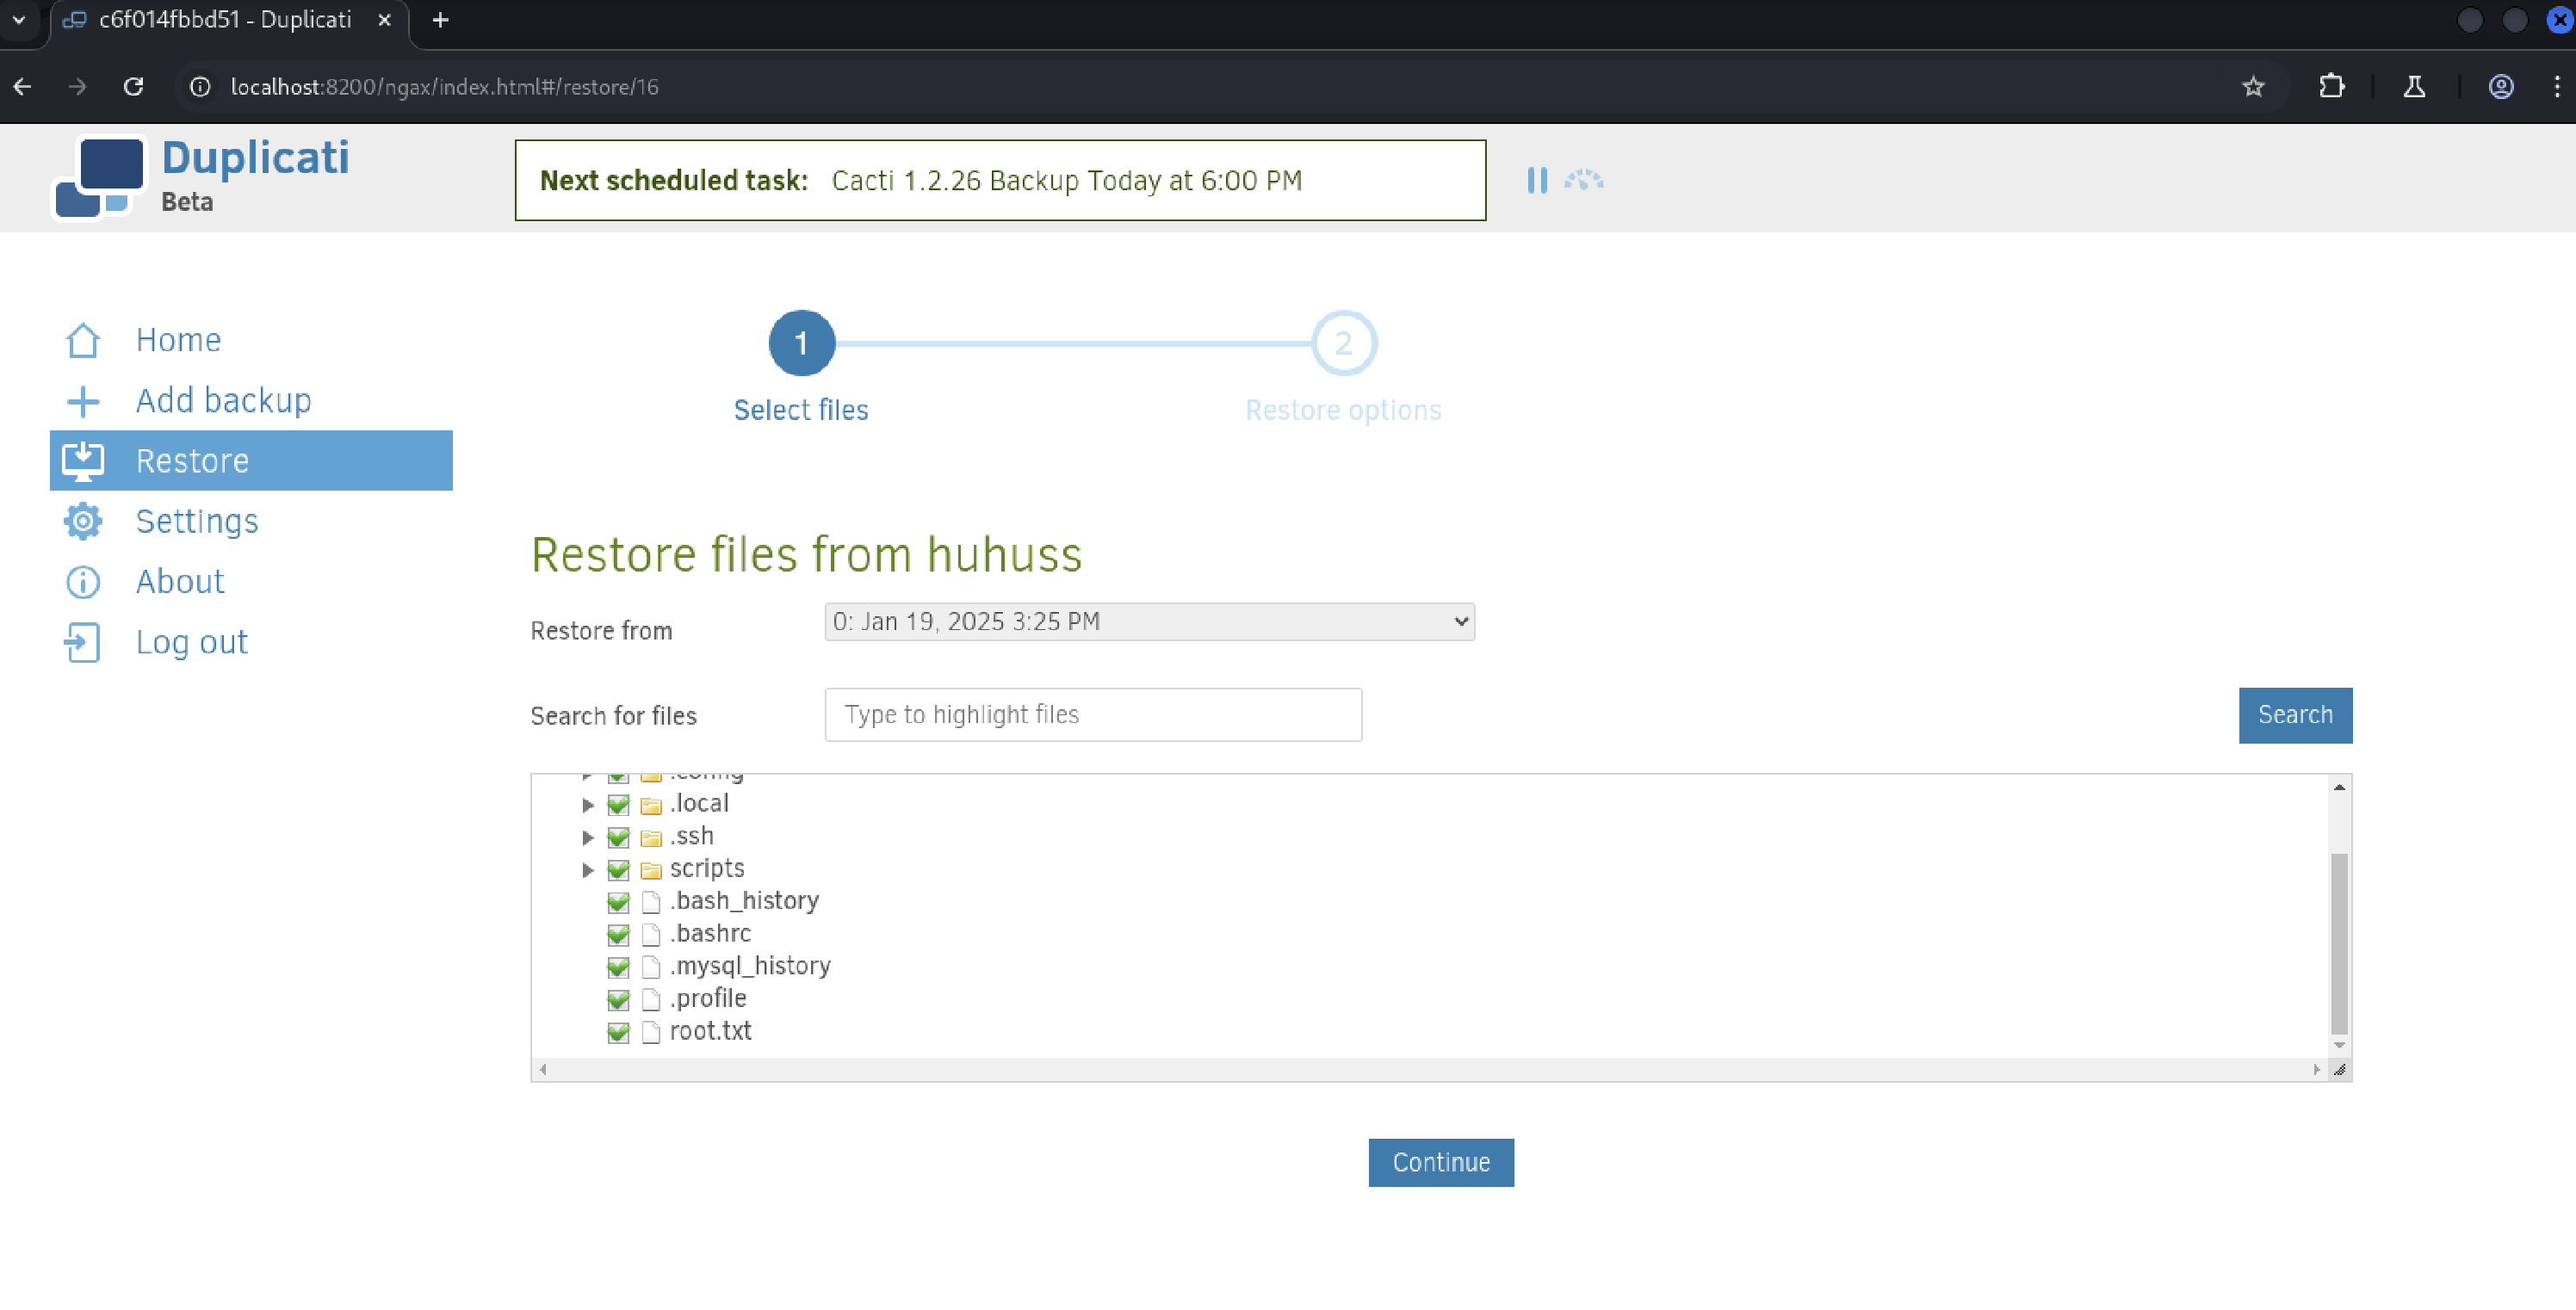 c6f014fbbd51 - Duplicati
localhost:8200/ngax/index.html#/restore/16
Duplicati
Beta
Next scheduled task: Cacti 1.2.26 Backup Today at 6:00 PM
Home
Add backup
Restore
Settings
About
Log out
1
2
Select files
Restore options
Restore files from huhuss
Restore from
0: Jan 19, 2025 3:25 PM
Search for files
Type to highlight files
Search
.config
.local
.ssh
scripts
.bash_history
.bashrc
.mysql_history
.profile
root.txt
Continue